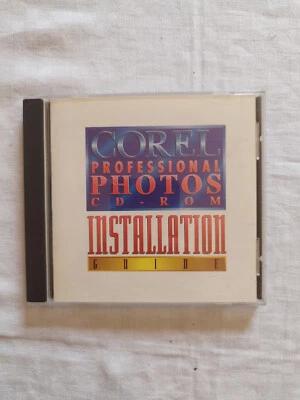 COREL
PROFESSIONAL
PHOTOS
CD-ROM
INSTALLATION
GUIDE